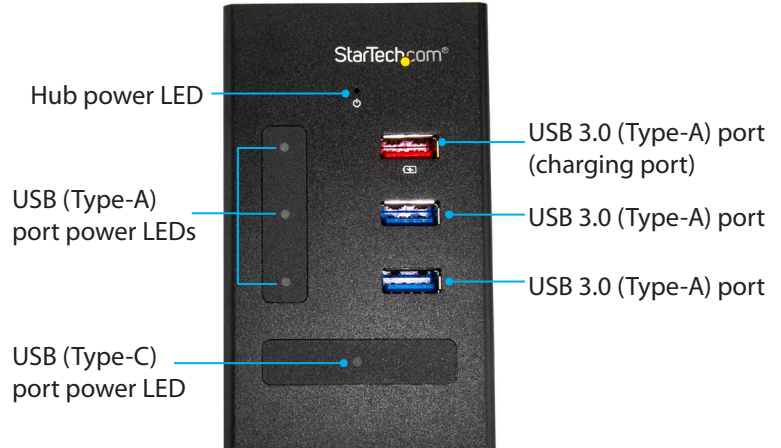 StarTech.com®
Hub power LED
USB 3.0 (Type-A) port
(charging port)
USB (Type-A)
port power LEDs
USB 3.0 (Type-A) port
USB 3.0 (Type-A) port
USB (Type-C)
port power LED